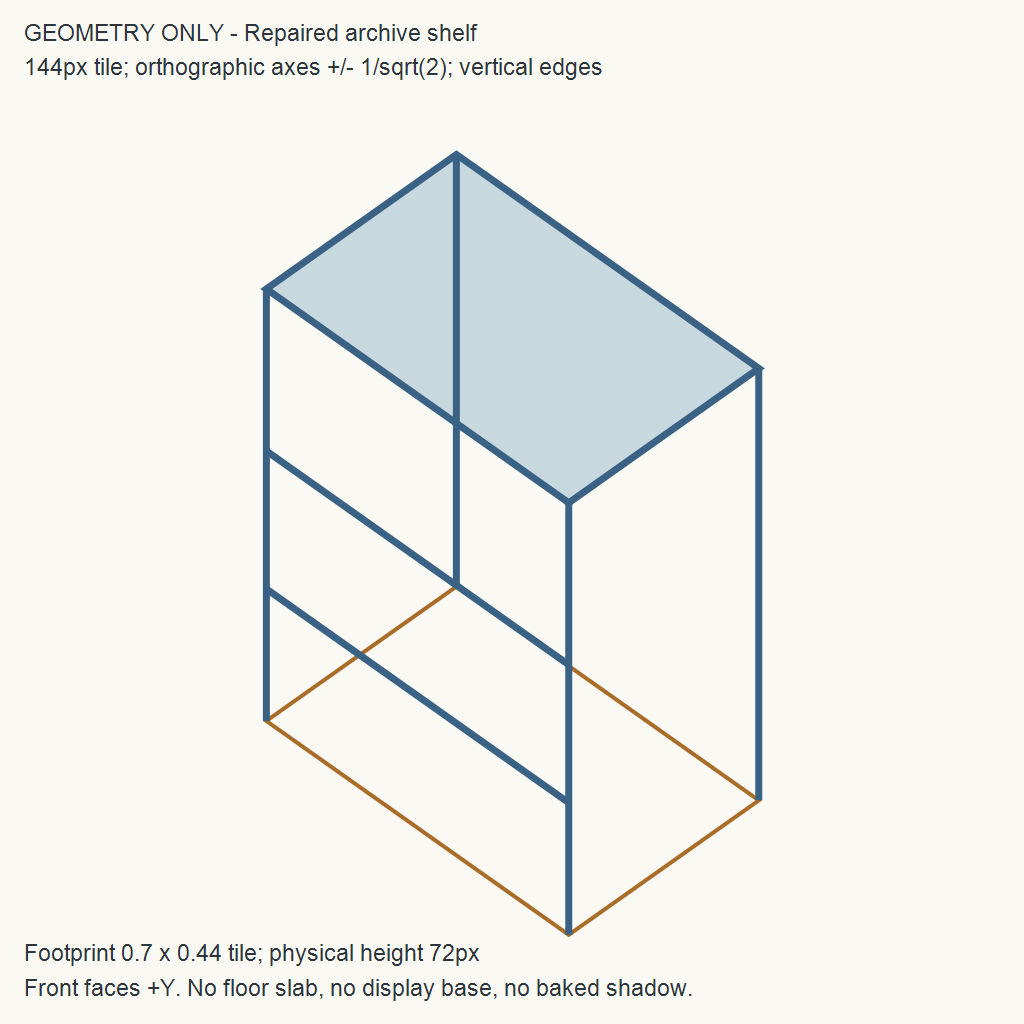 GEOMETRY ONLY - Repaired archive shelf
144px tile; orthographic axes +/- 1/sqrt(2); vertical edges
Footprint 0.7 x 0.44 tile; physical height 72px
Front faces +Y. No floor slab, no display base, no baked shadow.